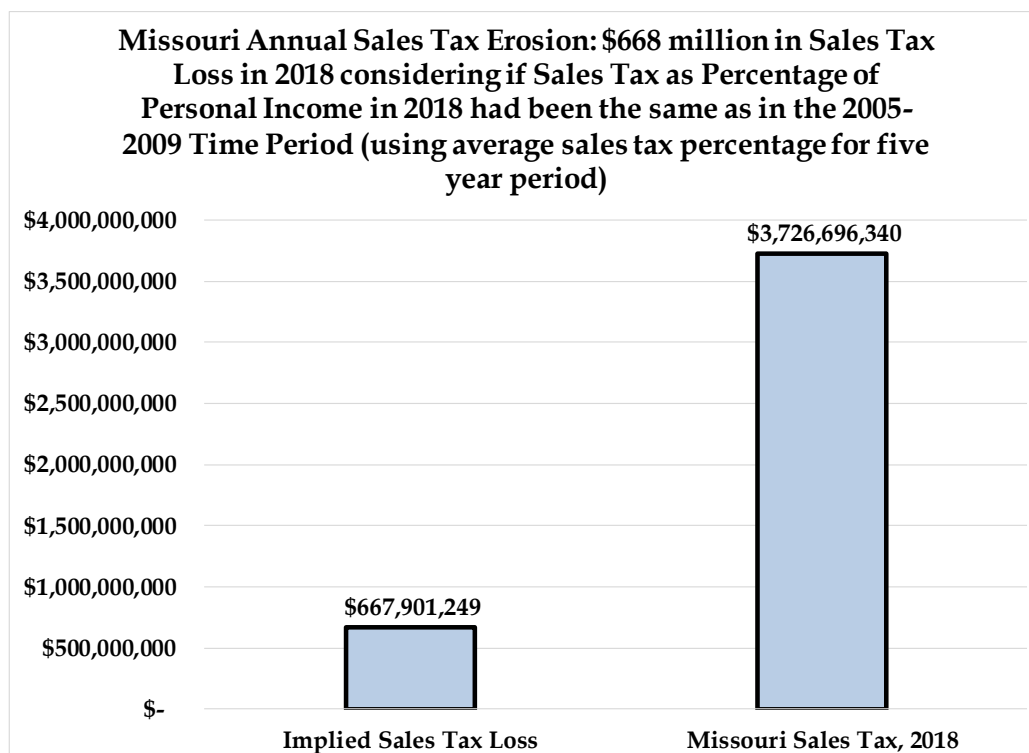 Missouri Annual Sales Tax Erosion: $668 million in Sales Tax
Loss in 2018 considering if Sales Tax as Percentage of
Personal Income in 2018 had been the same as in the 2005-
2009 Time Period (using average sales tax percentage for five
year period)
$4,000,000,000
$3,500,000,000
$3,000,000,000
$2,500,000,000
$2,000,000,000
$1,500,000,000
$1,000,000,000
$500,000,000
$-
$667,901,249
$3,726,696,340
Implied Sales Tax Loss
Missouri Sales Tax, 2018